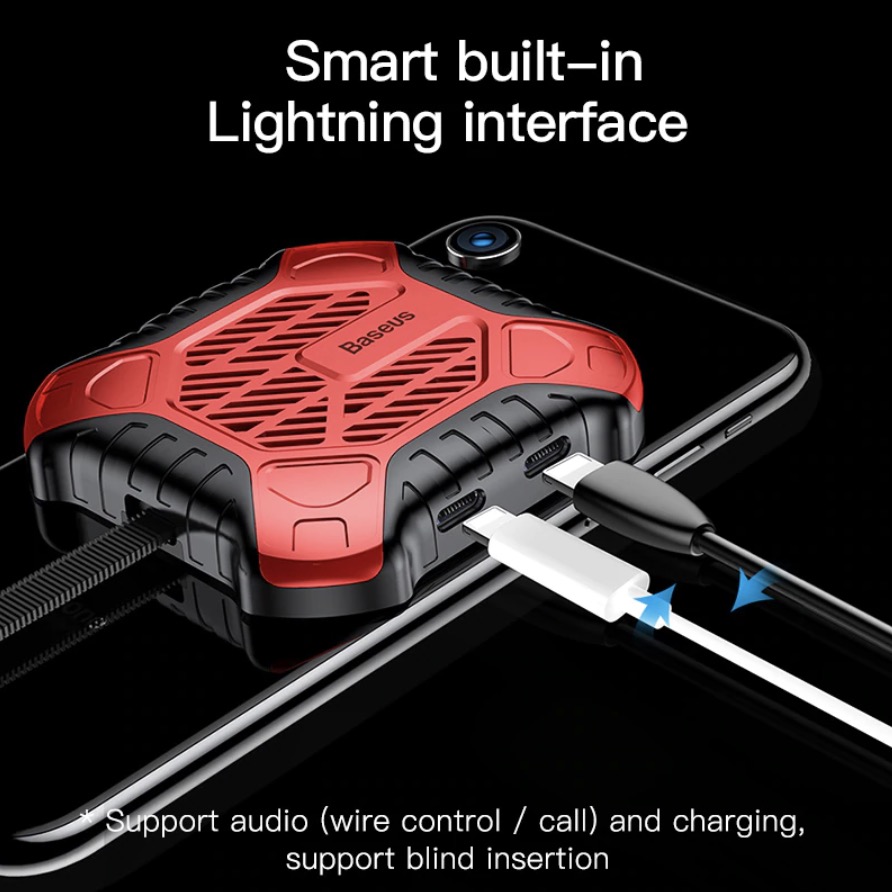 Smart built-in
Lightning interface
Baseus
* Support audio (wire control / call) and charging,
support blind insertion